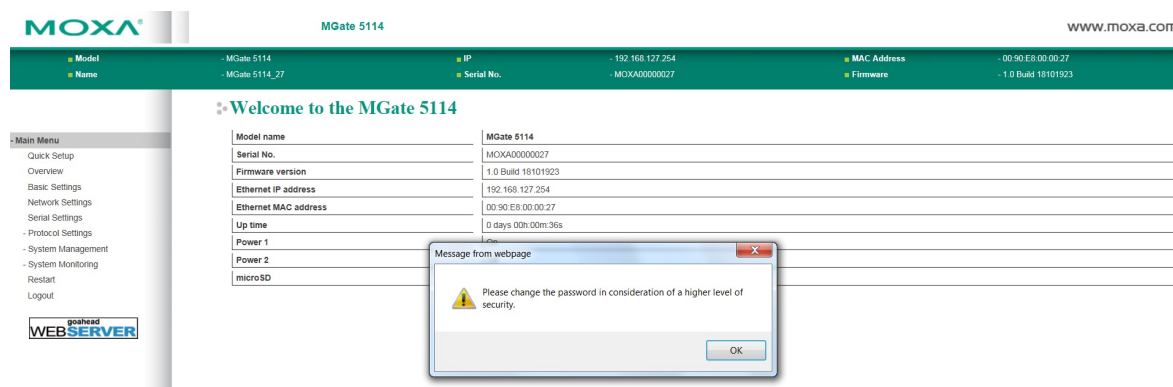 MOXA®
MGate 5114
www.moxa.com
Model - MGate 5114 IP - 192.168.127.254 MAC Address - 00:90:E8:00:00:27
Name - MGate 5114_27 Serial No. - MOXA00000027 Firmware - 1.0 Build 18101923
Welcome to the MGate 5114
- Main Menu
Quick Setup
Overview
Basic Settings
Network Settings
Serial Settings
- Protocol Settings
- System Management
- System Monitoring
Restart
Logout
goahead
WEBSERVER
Model name MGate 5114
Serial No. MOXA00000027
Firmware version 1.0 Build 18101923
Ethernet IP address 192.168.127.254
Ethernet MAC address 00:90:E8:00:00:27
Up time 0 days 00h:00m:36s
Power 1
Power 2
microSD
Message from webpage
Please change the password in consideration of a higher level of
security.
OK